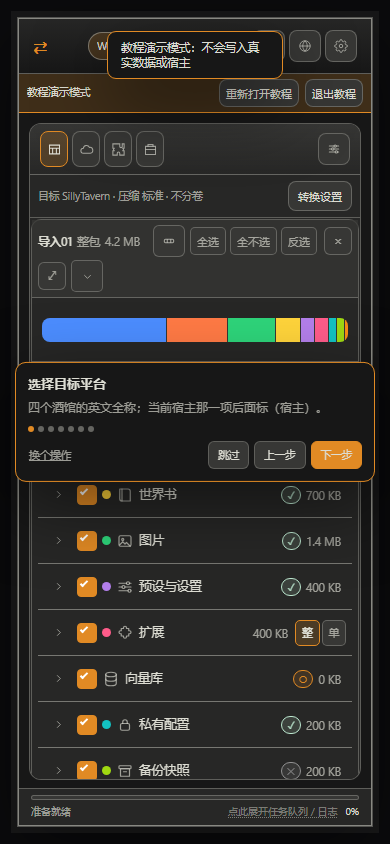 W
教程演示模式：不会写入真
实数据或宿主
教程演示模式
重新打开教程
退出教程
目标 SillyTavern · 压缩 标准 · 不分卷
转换设置
导入01 整包 4.2 MB
全选
全不选
反选
选择目标平台
四个酒馆的英文全称；当前宿主那一项后面标（宿主）。
换个操作
跳过
上一步
下一步
世界书
700 KB
图片
1.4 MB
预设与设置
400 KB
扩展
400 KB
整
单
向量库
0 KB
私有配置
200 KB
备份快照
200 KB
准备就绪
点此展开任务队列 / 日志
0%